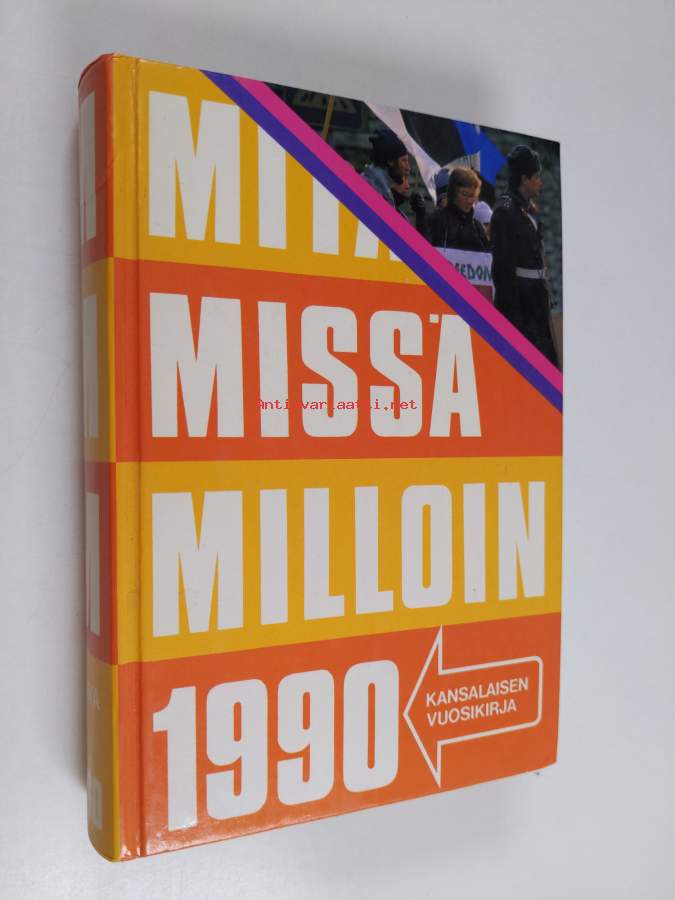 MITÄ
MISSÄ
MILLOIN
1990
KANSALAISEN
VUOSIKIRJA
Antikvariaatti.net